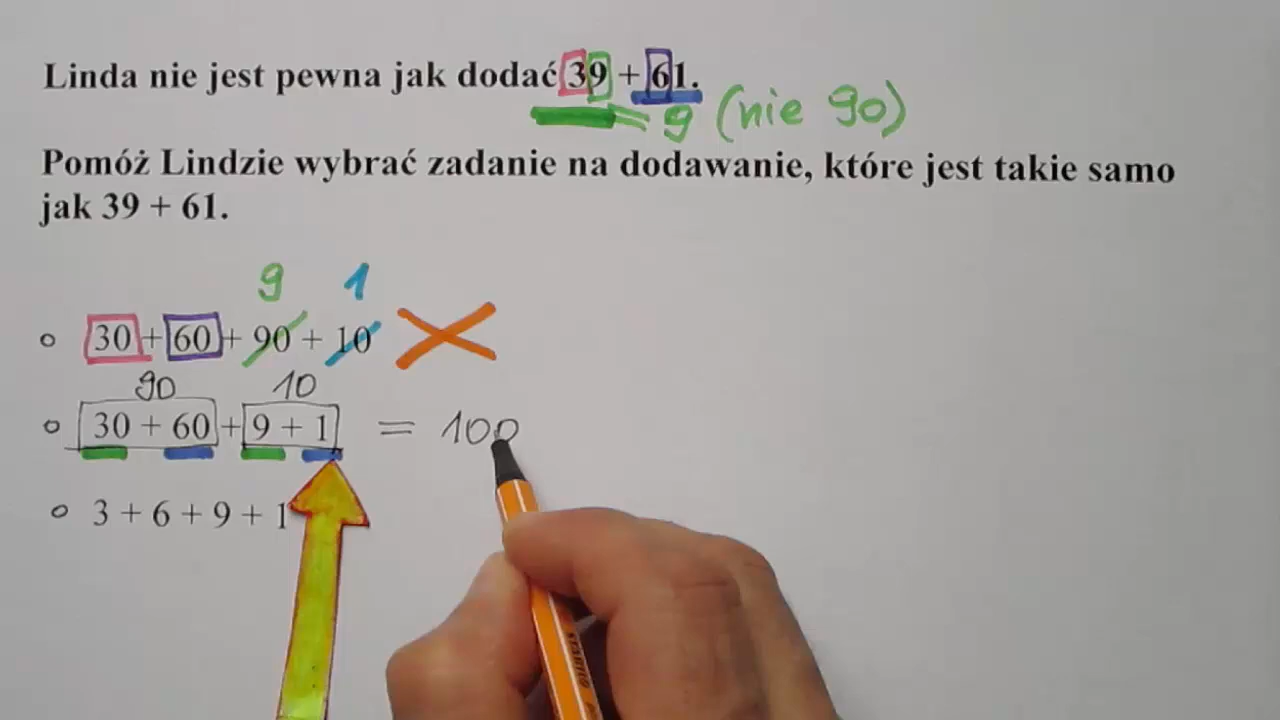 Linda nie jest pewna jak dodać 39 + 61.
= 9 (nie 90)
Pomóż Lindzie wybrać zadanie na dodawanie, które jest takie samo
jak 39 + 61.
9 1
30 + 60 + 90 + 10
90 10
30 + 60 + 9 + 1 = 100
3 + 6 + 9 + 1
STABILO